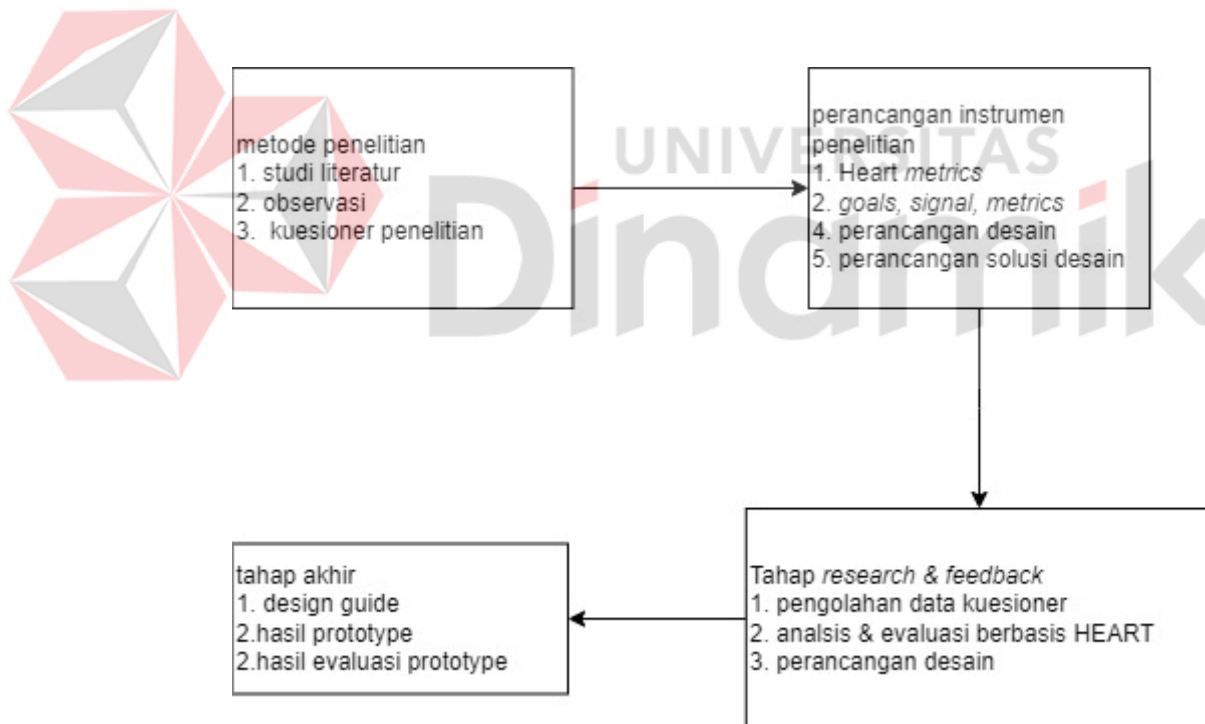 metode penelitian
1. studi literatur
2. observasi
3. kuesioner penelitian
perancangan instrumen
penelitian
1. Heart metrics
2. goals, signal, metrics
4. perancangan desain
5. perancangan solusi desain
UNIVERSITAS
Dinamik
Tahap research & feedback
1. pengolahan data kuesioner
2. analsis & evaluasi berbasis HEART
3. perancangan desain
tahap akhir
1. design guide
2.hasil prototype
2.hasil evaluasi prototype